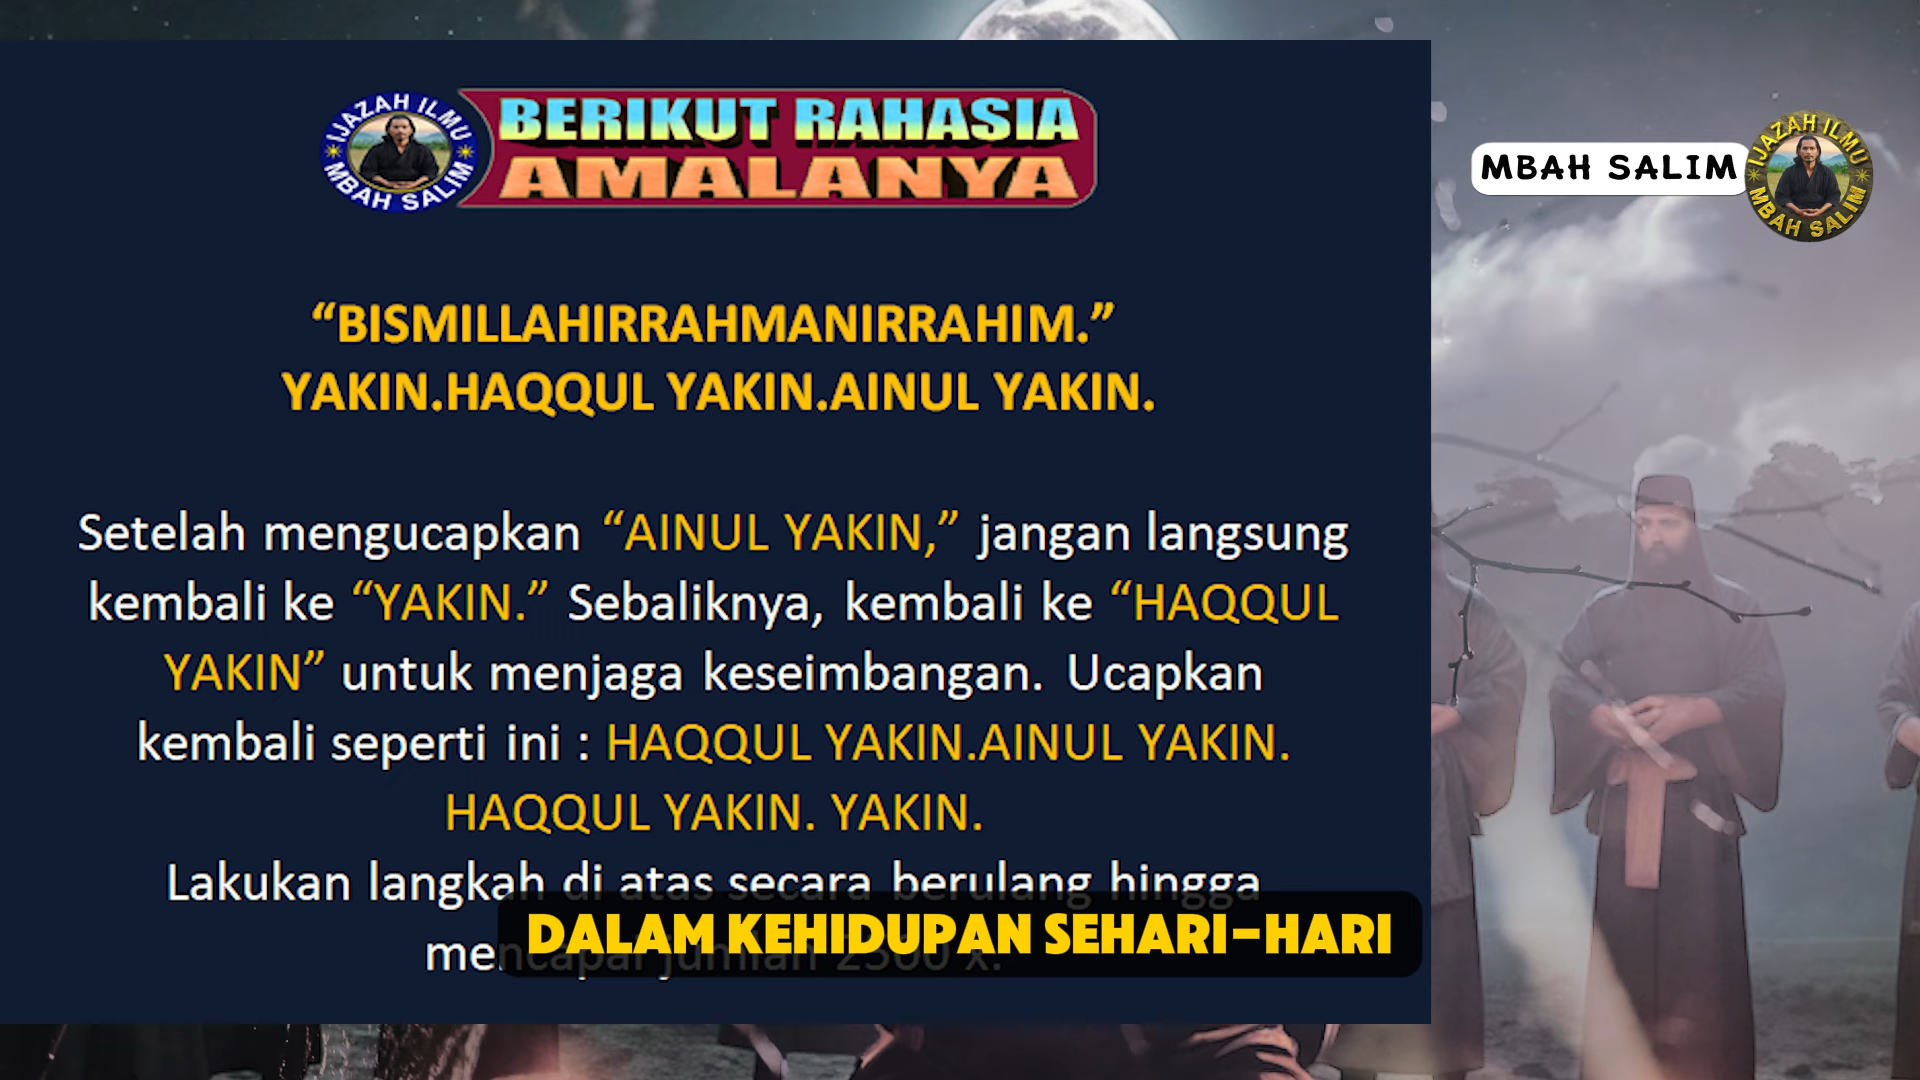 IJAZAH ILMU
MBAH SALIM
BERIKUT RAHASIA
AMALANYA
MBAH SALIM
IJAZAH ILMU
MBAH SALIM
“BISMILLAHIRRAHMANIRRAHIM.”
YAKIN.HAQQUL YAKIN.AINUL YAKIN.
Setelah mengucapkan “AINUL YAKIN,” jangan langsung
kembali ke “YAKIN.” Sebaliknya, kembali ke “HAQQUL
YAKIN” untuk menjaga keseimbangan. Ucapkan
kembali seperti ini : HAQQUL YAKIN.AINUL YAKIN.
HAQQUL YAKIN. YAKIN.
Lakukan langkah di atas secara berulang hingga
mencapai jumlah
DALAM KEHIDUPAN SEHARI-HARI